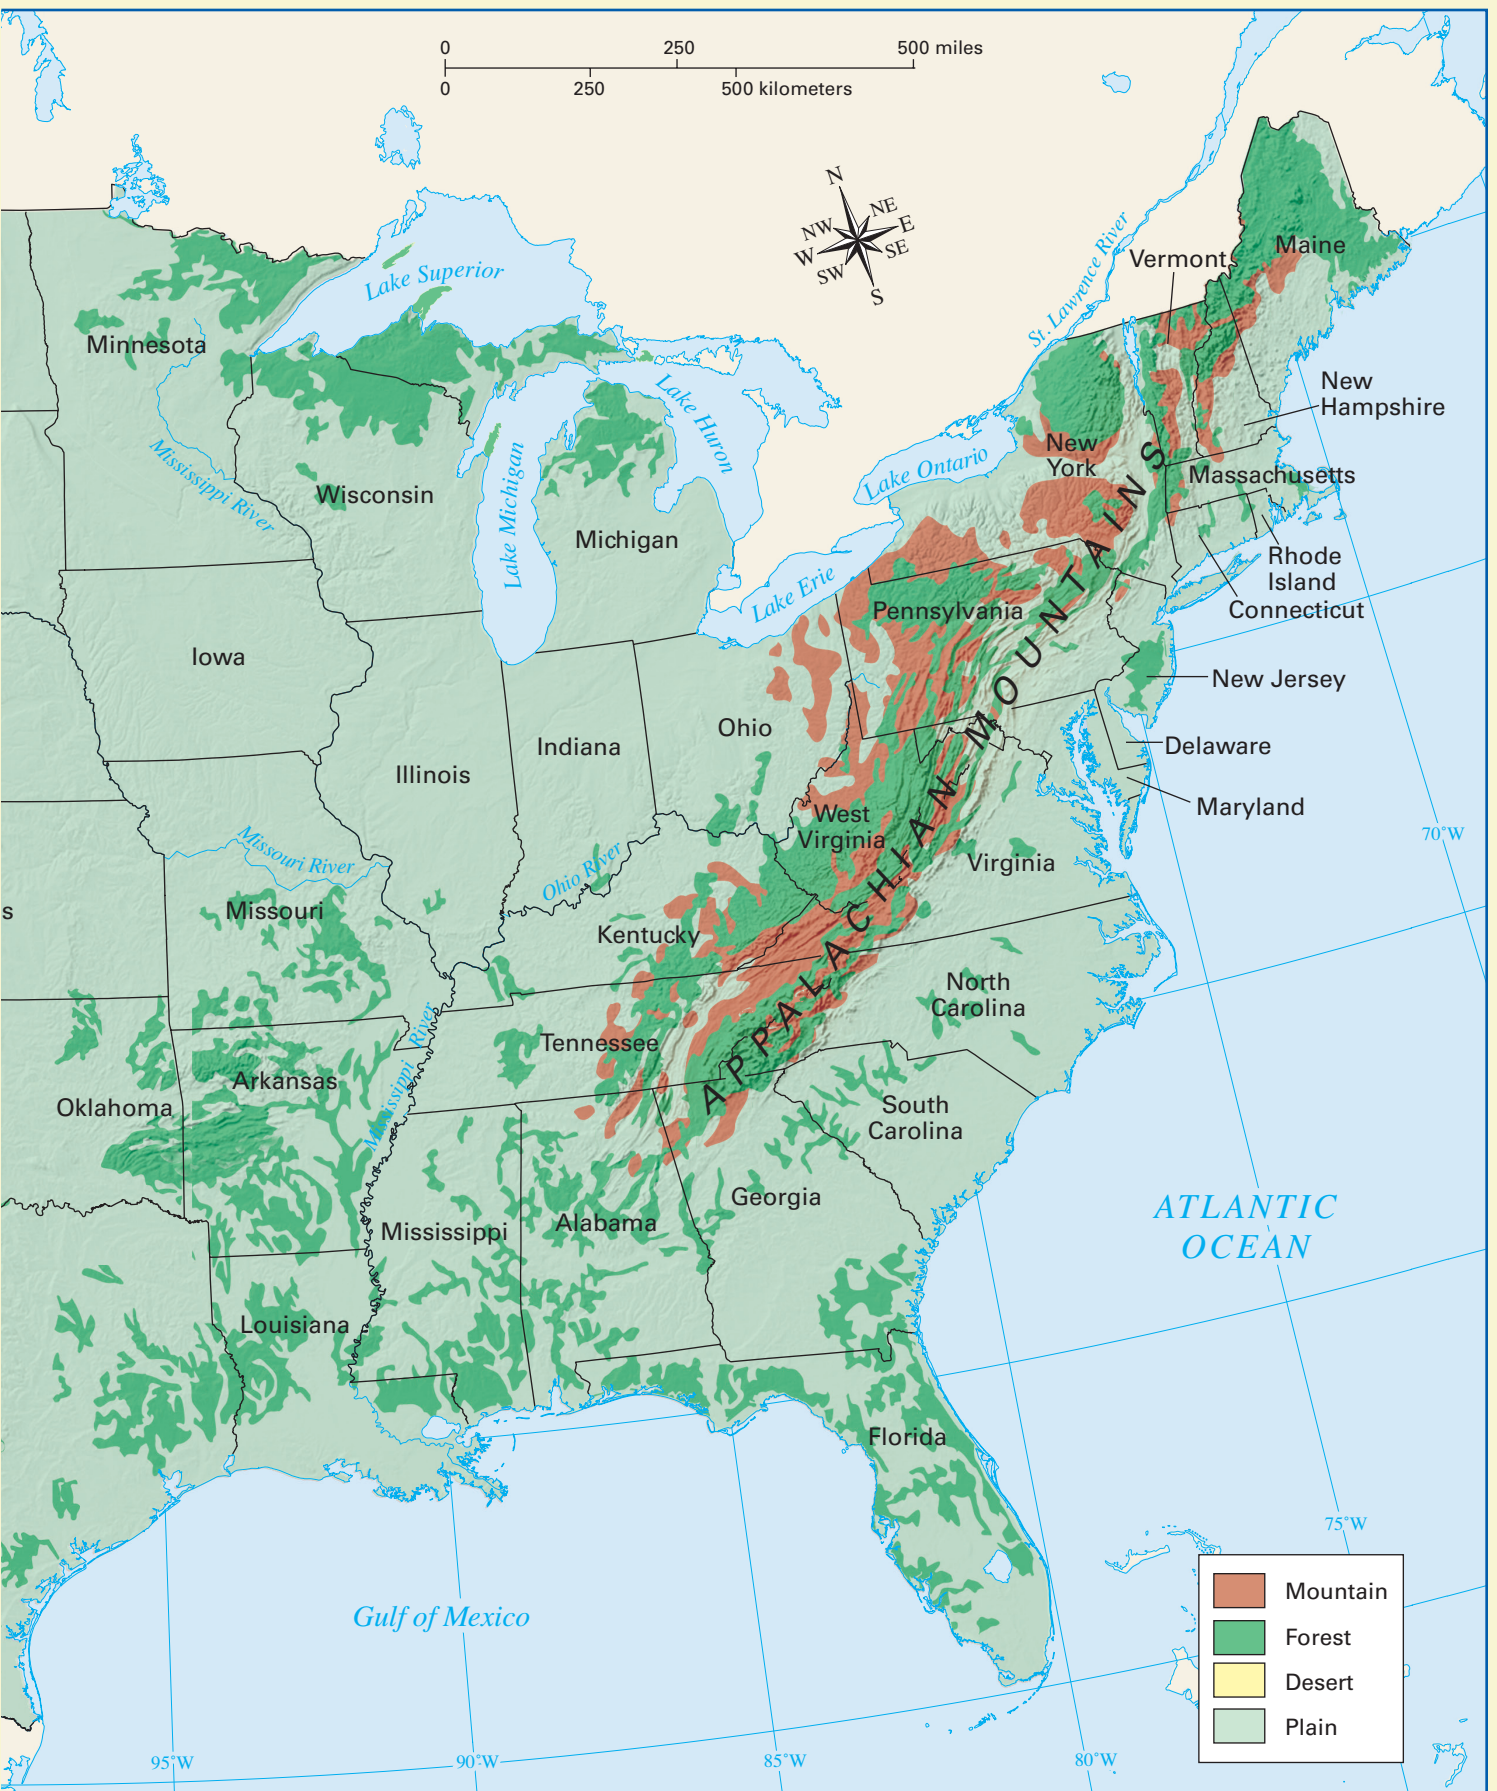 0 250 500 miles
0 250 500 kilometers
N
NE
E
SE
S
SW
W
NW
St. Lawrence River
Vermont
Maine
Lake Superior
Minnesota
Lake Huron
New
Hampshire
Mississippi River
Wisconsin
Lake Michigan
Michigan
Lake Ontario
New
York
Massachusetts
Rhode
Island
Connecticut
Lake Erie
Pennsylvania
New Jersey
Iowa
Illinois
Indiana
Ohio
Delaware
Maryland
West
Virginia
Virginia
70°W
Missouri River
Ohio River
s
Missouri
Kentucky
APPALACHIAN MOUNTAINS
North
Carolina
Tennessee
Mississippi River
Arkansas
Oklahoma
South
Carolina
Georgia
Alabama
Mississippi
Louisiana
ATLANTIC
OCEAN
Florida
Gulf of Mexico
75°W
Mountain
Forest
Desert
Plain
95°W
90°W
85°W
80°W